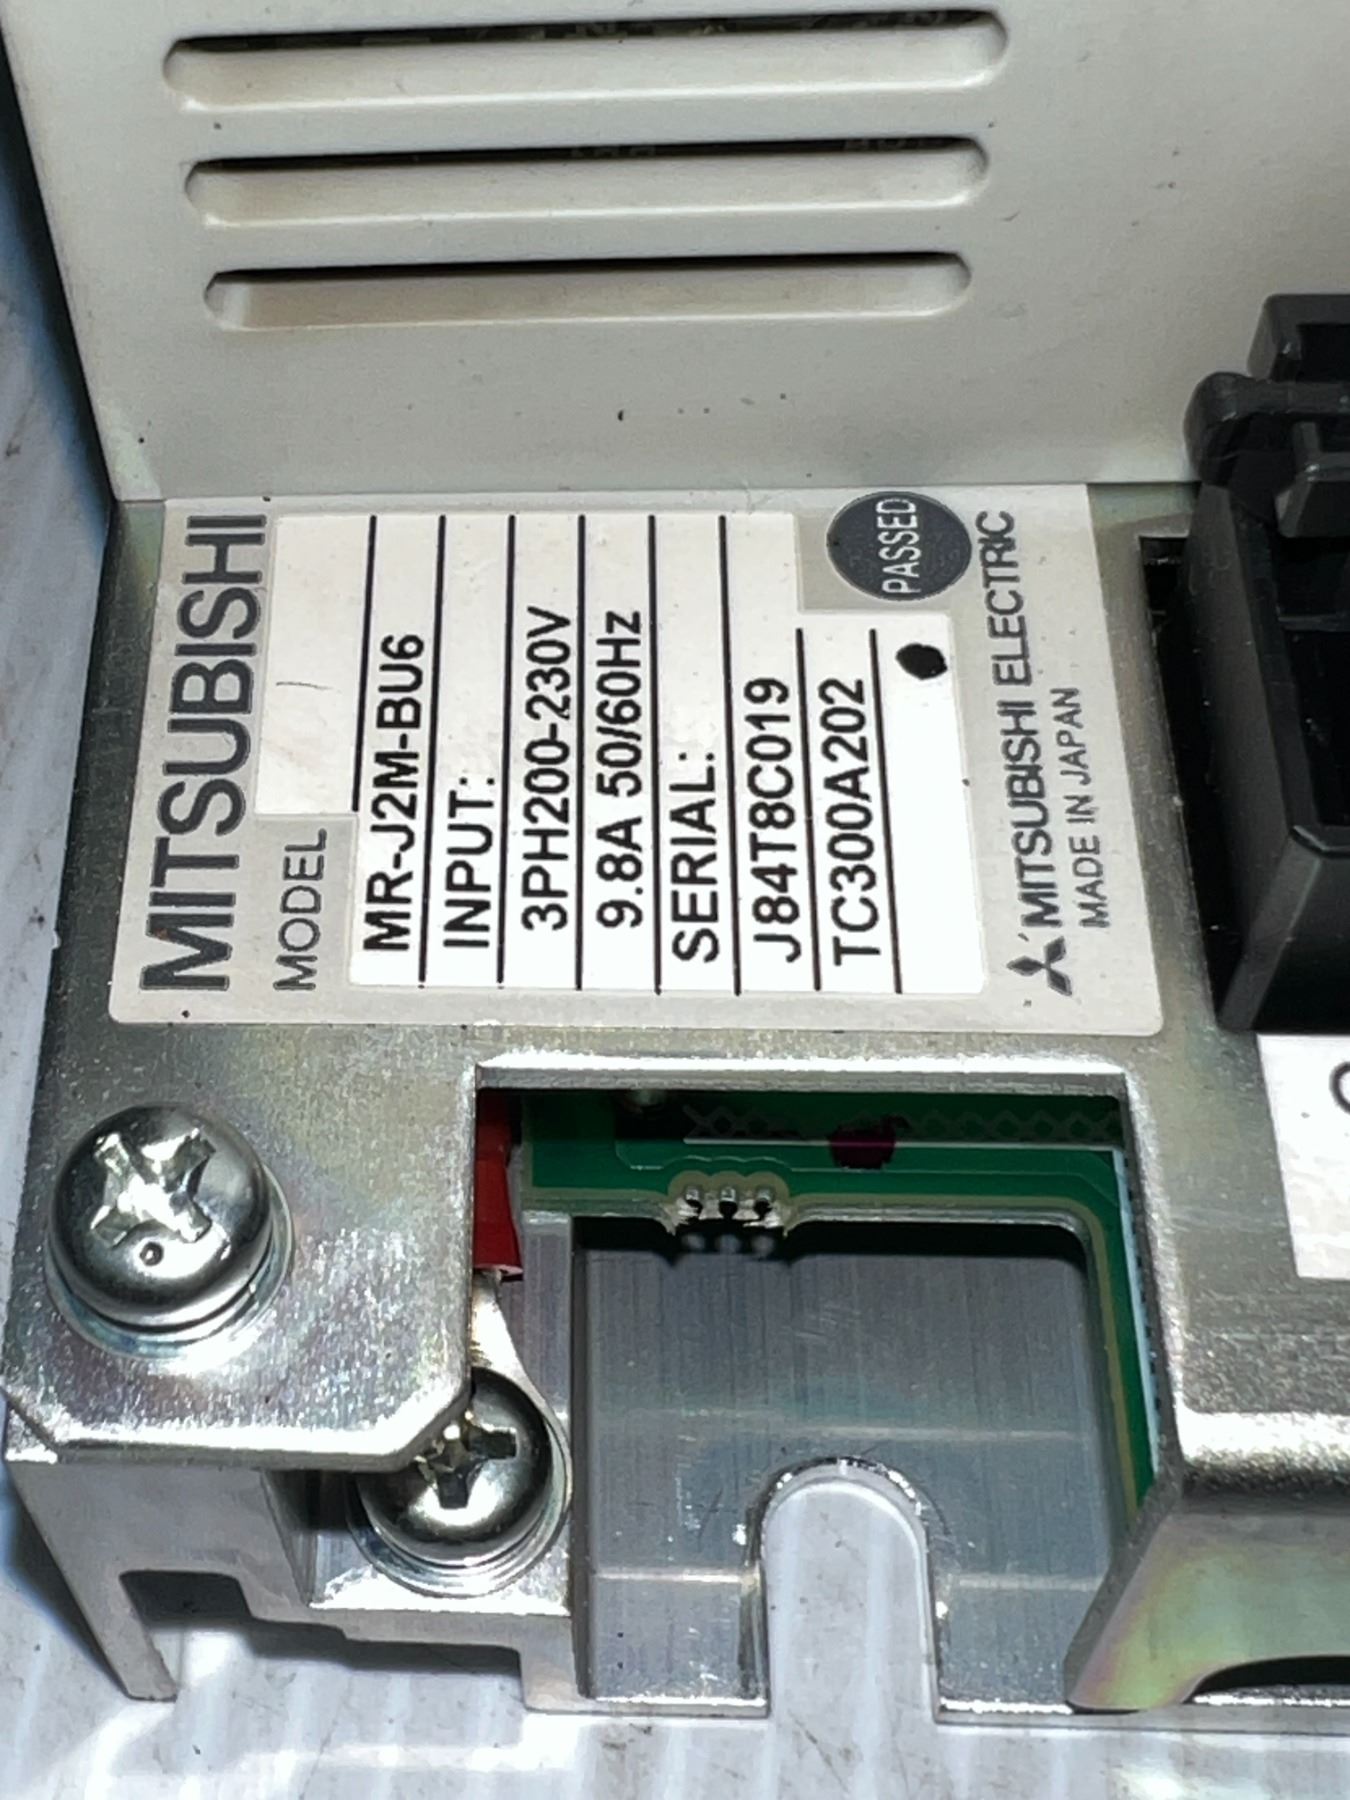 MITSUBISHI
MODEL
MR-J2M-BU6
INPUT:
3PH200-230V
9.8A 50/60Hz
SERIAL:
J84T8C019
TC300A202
PASSED
MITSUBISHI ELECTRIC
MADE IN JAPAN